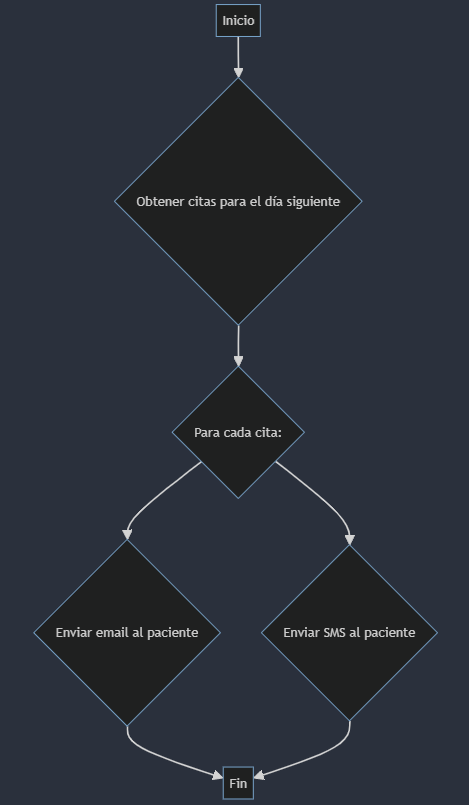 Inicio
Obtener citas para el día siguiente
Para cada cita:
Enviar email al paciente
Enviar SMS al paciente
Fin